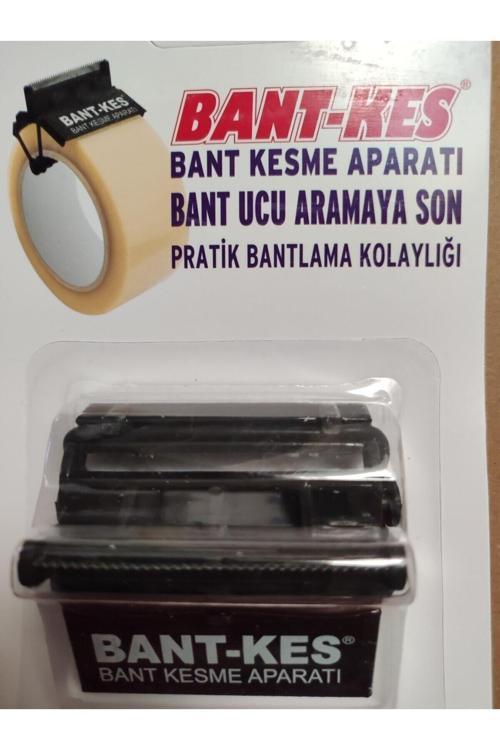 BANT-KES
BANT KESME APARATI
BANT-KES®
BANT KESME APARATI
BANT UCU ARAMAYA SON
PRATİK BANTLAMA KOLAYLIĞI
BANT-KES®
BANT KESME APARATI